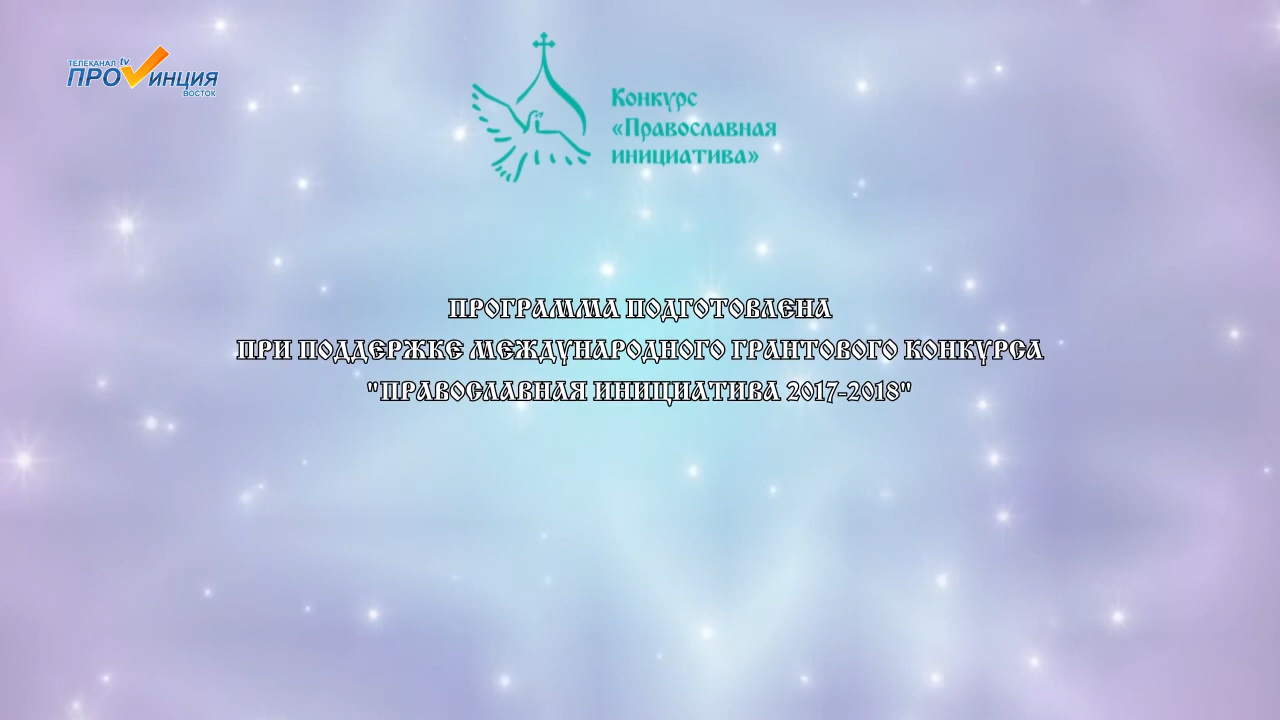 ТЕЛЕКАНАЛ tv
ПРОВИНЦИЯ
ВОСТОК
Конкурс
«Православная
инициатива»
ПРОГРАММА ПОДГОТОВЛЕНА
ПРИ ПОДДЕРЖКЕ МЕЖДУНАРОДНОГО ГРАНТОВОГО КОНКУРСА
"ПРАВОСЛАВНАЯ ИНИЦИАТИВА 2017-2018"